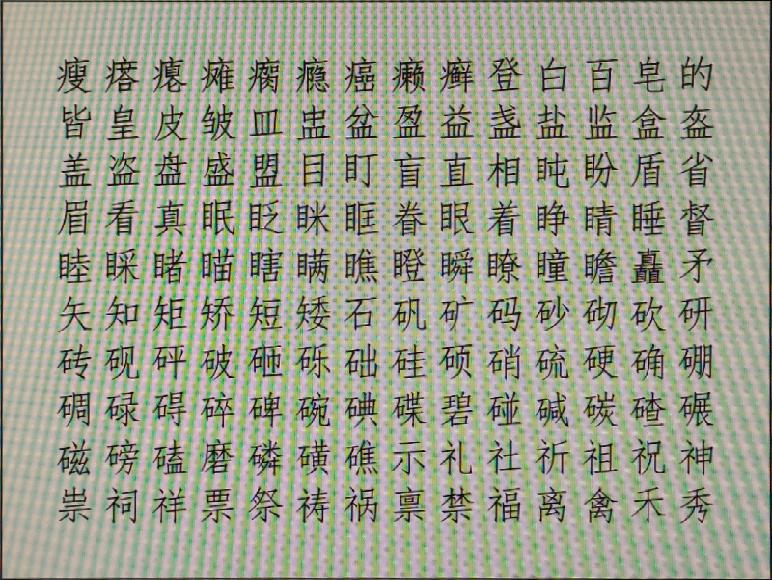 瘦瘩瘪瘫瘸瘾癌癞癣登白百皂的
皆皇皮皱皿盅盆盈益盏盐监盒盔
盖盗盘盛盟目盯盲直相盹盼盾省
眉看真眠眨眯眶眷眼着睁睛睡督
睦睬睹瞄瞎瞒瞧瞪瞬瞭瞳瞻矗矛
矢知矩矫短矮石矾矿码砂砌砍研
砖砚砰破砸砾础硅硕硝硫硬确硼
碉碌碍碎碑碗碘碟碧碰碱碳碴碾
磁磅磕磨磷磺礁示礼社祈祖祝神
祟祠祥票祭祷祸禀禁福离禽禾秀